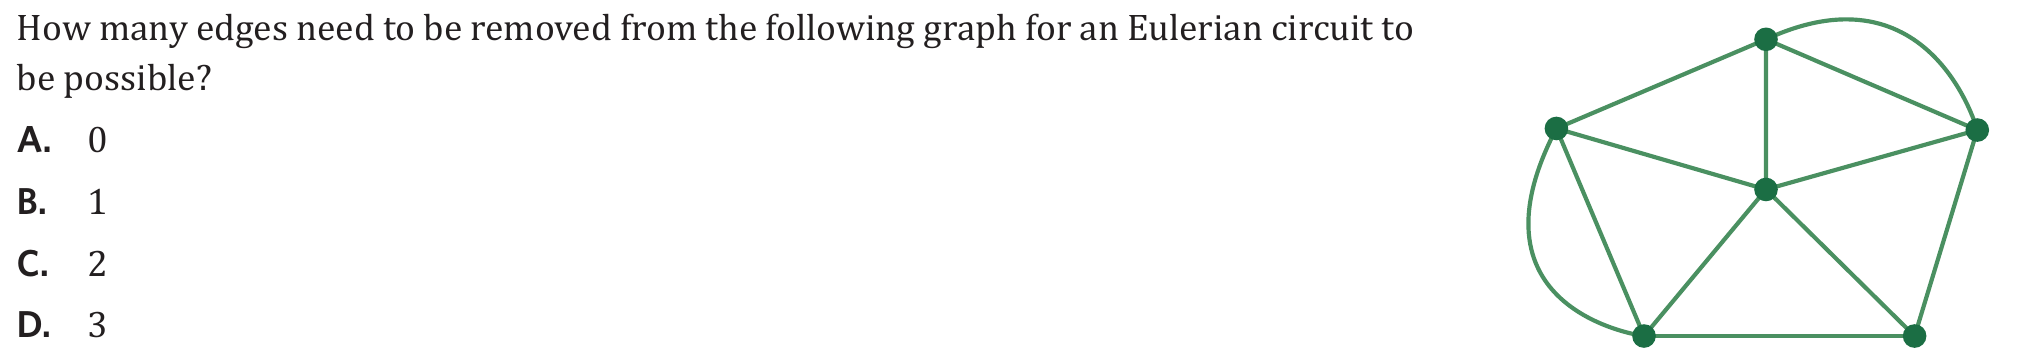 How many edges need to be removed from the following graph for an Eulerian circuit to
be possible?
A. 0
B. 1
C. 2
D. 3